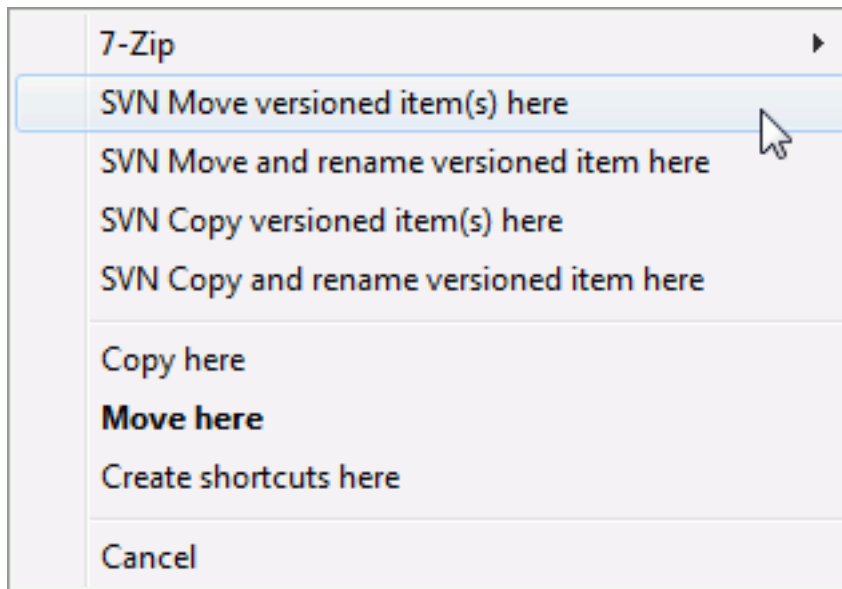 7-Zip
SVN Move versioned item(s) here
SVN Move and rename versioned item here
SVN Copy versioned item(s) here
SVN Copy and rename versioned item here
Copy here
Move here
Create shortcuts here
Cancel